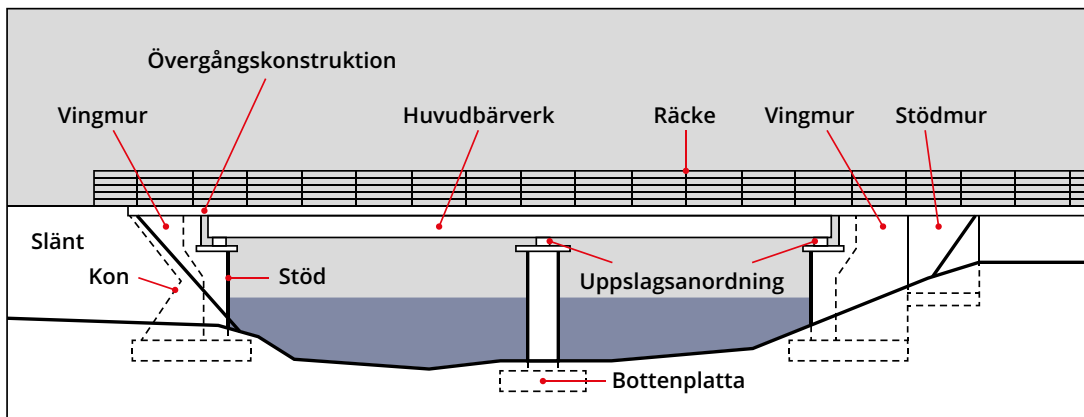 Övergångskonstruktion
Vingmur
Huvudbärverk
Räcke
Vingmur
Stödmur
Slänt
Kon
Stöd
Uppslagsanordning
Bottenplatta